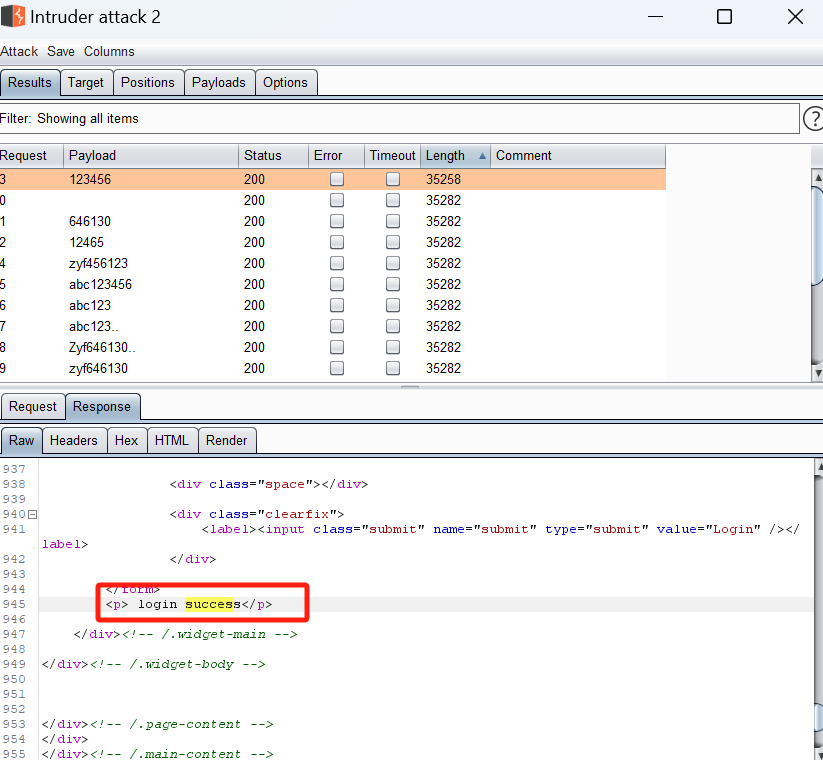 Intruder attack 2
Attack Save Columns
Results Target Positions Payloads Options
Filter: Showing all items ?
Request Payload Status Error Timeout Length Comment
3 123456 200 35258
0 200 35282
1 646130 200 35282
2 12465 200 35282
4 zyf456123 200 35282
5 abc123456 200 35282
6 abc123 200 35282
7 abc123.. 200 35282
8 Zyf646130.. 200 35282
9 zyf646130 200 35282
Request Response
Raw Headers Hex HTML Render
937
938 <div class="space"></div>
939
940 <div class="clearfix">
941 <label><input class="submit" name="submit" type="submit" value="Login" /></
label>
942 </div>
943
944 </form>
945 <p> login success</p>
946
947 </div><!-- /.widget-main -->
948
949 </div><!-- /.widget-body -->
950
951
952
953 </div><!-- /.page-content -->
954 </div>
955 </div><!-- /.main-content -->